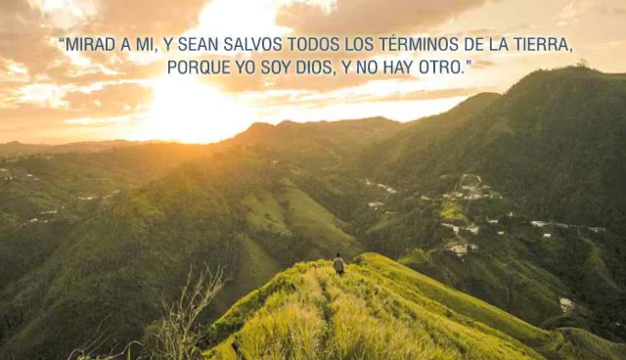 “MIRAD A MI, Y SEAN SALVOS TODOS LOS TÉRMINOS DE LA TIERRA,
PORQUE YO SOY DIOS, Y NO HAY OTRO.”